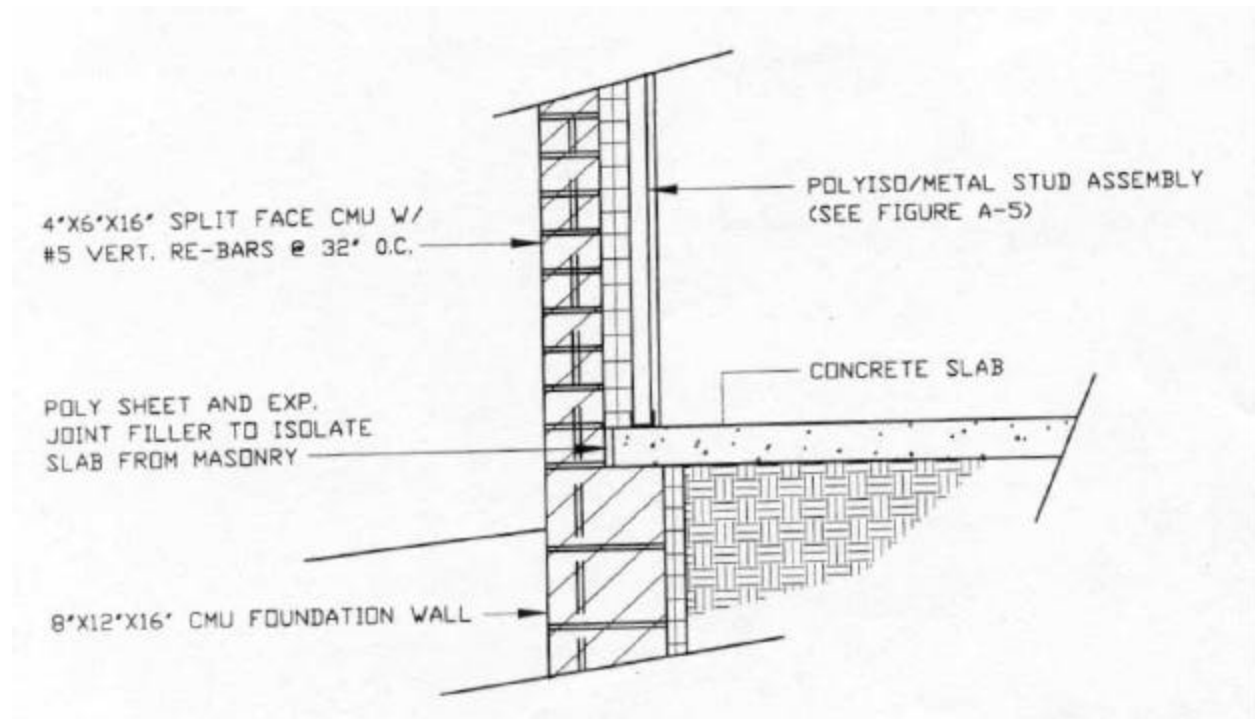 4"X6"X16" SPLIT FACE CMU W/
#5 VERT. RE-BARS @ 32" O.C.
POLYISO/METAL STUD ASSEMBLY
(SEE FIGURE A-5)
CONCRETE SLAB
POLY SHEET AND EXP.
JOINT FILLER TO ISOLATE
SLAB FROM MASONRY
8"X12"X16" CMU FOUNDATION WALL